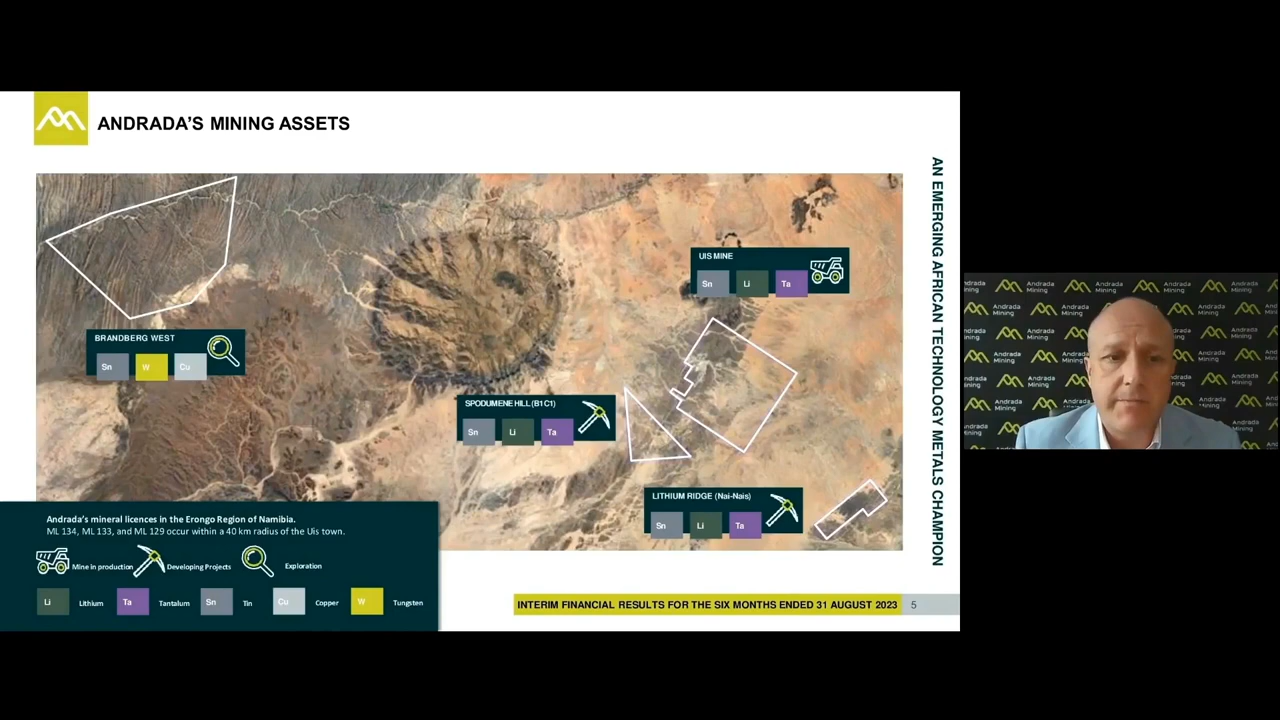 ANDRADA'S MINING ASSETS
AN EMERGING AFRICAN TECHNOLOGY METALS CHAMPION
UIS MINE
Sn Li Ta
BRANDBERG WEST
Sn W Cu
SPODUMENE HILL (B1C1)
Sn Li Ta
LITHIUM RIDGE (Nai-Nais)
Sn Li Ta
Andrada's mineral licences in the Erongo Region of Namibia.
ML 134, ML 133, and ML 129 occur within a 40 km radius of the Uis town.
Mine in production Developing Projects Exploration
Li Lithium Ta Tantalum Sn Tin Cu Copper W Tungsten
INTERIM FINANCIAL RESULTS FOR THE SIX MONTHS ENDED 31 AUGUST 2023 5
Andrada Mining